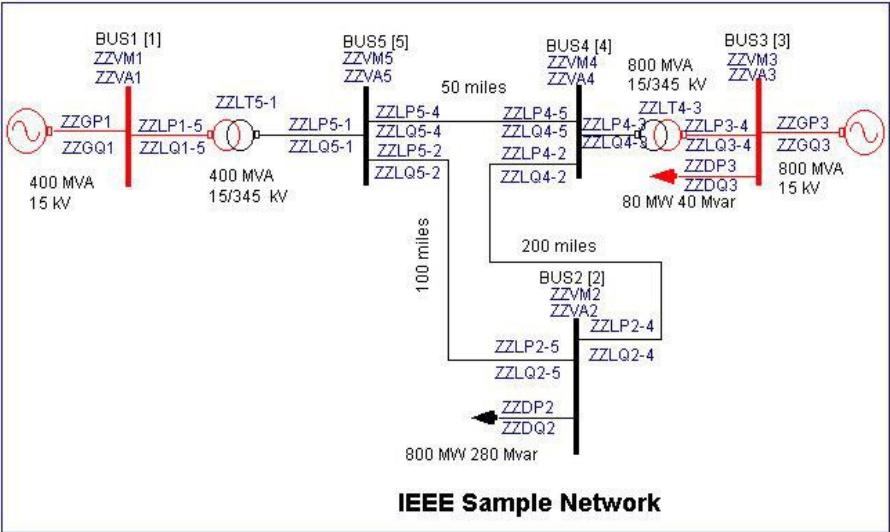 BUS1 [1]
ZZVM1
ZZVA1
ZZGP1
ZZGQ1
400 MVA
15 kV
ZZLP1-5
ZZLQ1-5
ZZLT5-1
400 MVA
15/345 kV
ZZLP5-1
ZZLQ5-1
BUS5 [5]
ZZVM5
ZZVA5
ZZLP5-4
ZZLQ5-4
ZZLP5-2
ZZLQ5-2
50 miles
100 miles
BUS4 [4]
ZZVM4
ZZVA4
ZZLP4-5
ZZLQ4-5
ZZLP4-2
ZZLQ4-2
ZZLP4-3
ZZLQ4-3
800 MVA
15/345 kV
ZZLT4-3
BUS3 [3]
ZZVM3
ZZVA3
ZZLP3-4
ZZLQ3-4
ZZDP3
ZZDQ3
80 MW 40 Mvar
ZZGP3
ZZGQ3
800 MVA
15 kV
200 miles
BUS2 [2]
ZZVM2
ZZVA2
ZZLP2-4
ZZLQ2-4
ZZLP2-5
ZZLQ2-5
ZZDP2
ZZDQ2
800 MW 280 Mvar
IEEE Sample Network